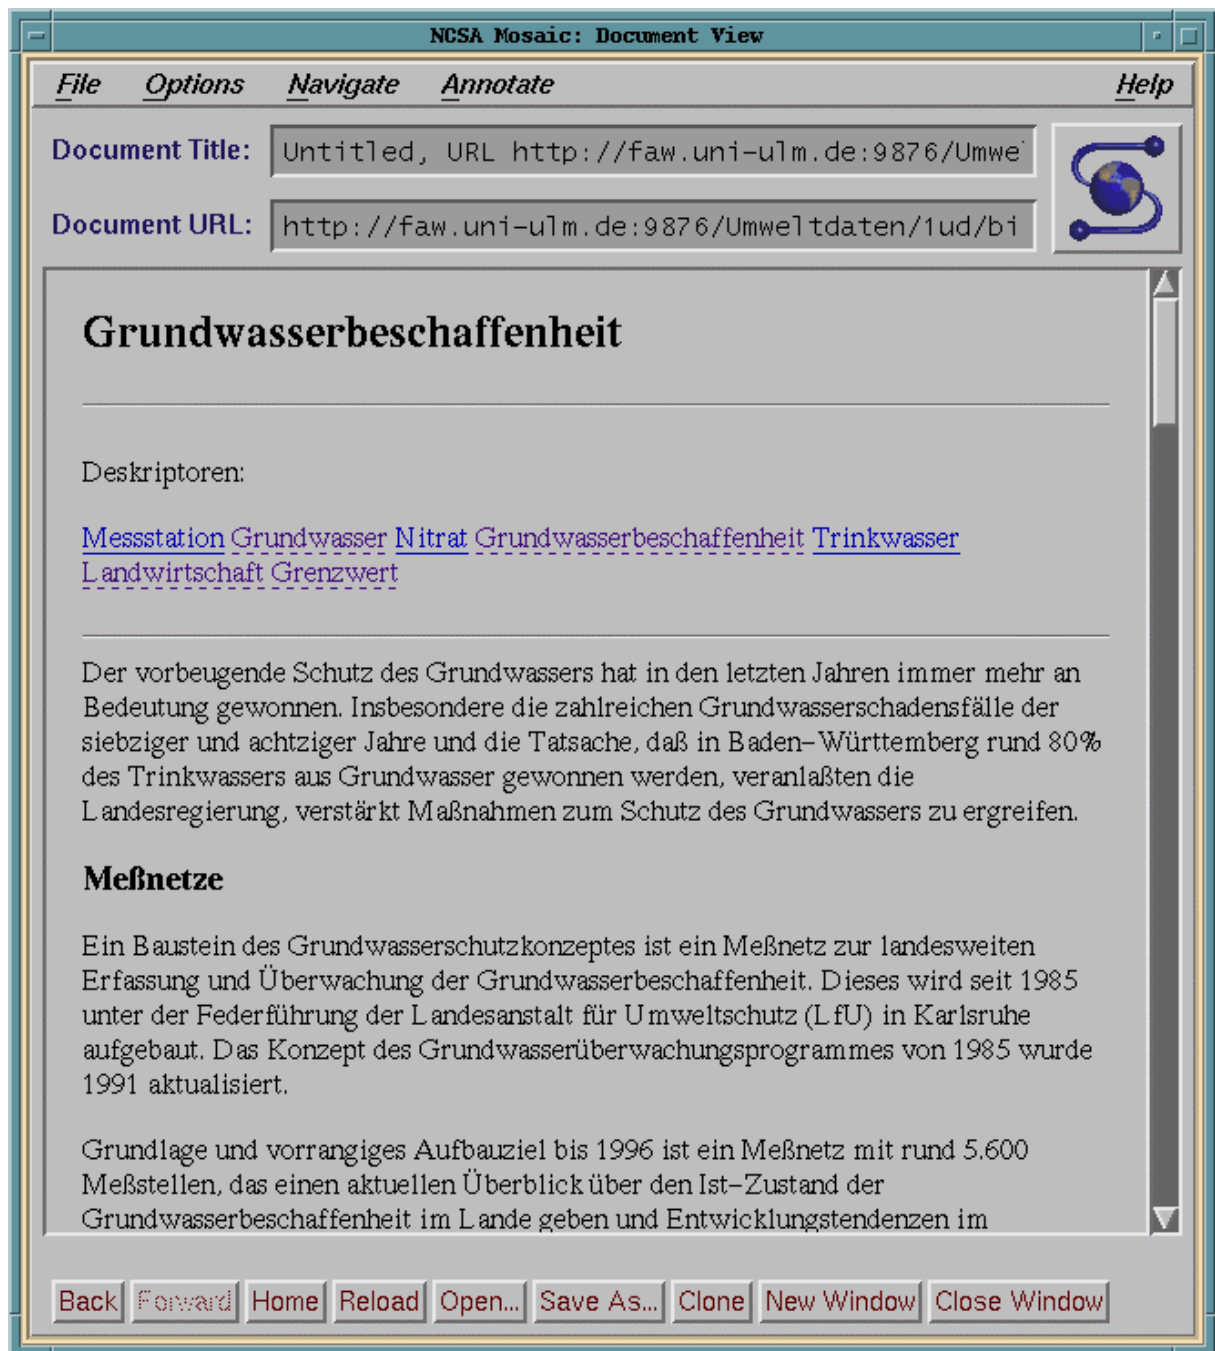 NCSA Mosaic: Document View
File Options Navigate Annotate Help
Document Title: Untitled, URL http://faw.uni-ulm.de:9876/Umwe
Document URL: http://faw.uni-ulm.de:9876/Umweltdaten/1ud/bi
Grundwasserbeschaffenheit
Deskriptoren:
Messstation Grundwasser Nitrat Grundwasserbeschaffenheit Trinkwasser
Landwirtschaft Grenzwert
Der vorbeugende Schutz des Grundwassers hat in den letzten Jahren immer mehr an
Bedeutung gewonnen. Insbesondere die zahlreichen Grundwasserschadensfälle der
siebziger und achtziger Jahre und die Tatsache, daß in Baden-Württemberg rund 80%
des Trinkwassers aus Grundwasser gewonnen werden, veranlaßten die
Landesregierung, verstärkt Maßnahmen zum Schutz des Grundwassers zu ergreifen.
Meßnetze
Ein Baustein des Grundwasserschutzkonzeptes ist ein Meßnetz zur landesweiten
Erfassung und Überwachung der Grundwasserbeschaffenheit. Dieses wird seit 1985
unter der Federführung der Landesanstalt für Umweltschutz (LfU) in Karlsruhe
aufgebaut. Das Konzept des Grundwasserüberwachungsprogrammes von 1985 wurde
1991 aktualisiert.
Grundlage und vorrangiges Aufbauziel bis 1996 ist ein Meßnetz mit rund 5.600
Meßstellen, das einen aktuellen Überblick über den Ist-Zustand der
Grundwasserbeschaffenheit im Lande geben und Entwicklungstendenzen im
Back Forward Home Reload Open... Save As... Clone New Window Close Window